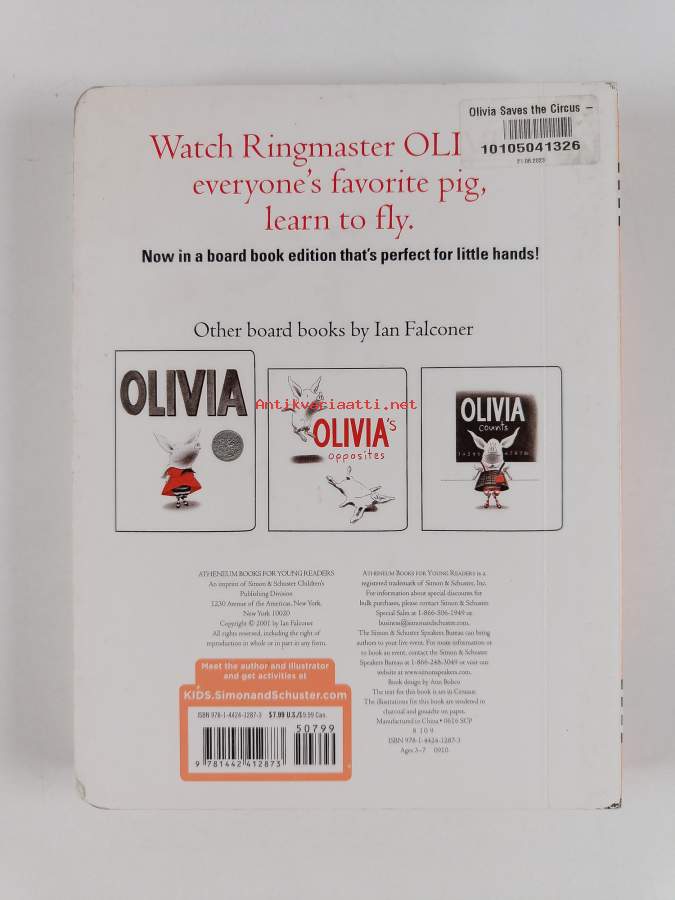 Olivia Saves the Circus –
10105041326
21.08.2023
Watch Ringmaster OLIV
everyone's favorite pig,
learn to fly.
Now in a board book edition that's perfect for little hands!
Other board books by Ian Falconer
OLIVIA
OLIVIA's
opposites
OLIVIA
counts
Antikvariaatti.net
ATHENEUM BOOKS FOR YOUNG READERS
An imprint of Simon & Schuster Children's
Publishing Division
1230 Avenue of the Americas, New York,
New York 10020
Copyright © 2001 by Ian Falconer
All rights reserved, including the right of
reproduction in whole or in part in any form.
ATHENEUM BOOKS FOR YOUNG READERS is a
registered trademark of Simon & Schuster, Inc.
For information about special discounts for
bulk purchases, please contact Simon & Schuster
Special Sales at 1-866-506-1949 or
business@simonandschuster.com.
The Simon & Schuster Speakers Bureau can bring
authors to your live event. For more information or
to book an event, contact the Simon & Schuster
Speakers Bureau at 1-866-248-3049 or visit our
website at www.simonspeakers.com.
Book design by Ann Bobco
The text for this book is set in Centaur.
The illustrations for this book are rendered in
charcoal and gouache on paper.
Manufactured in China • 0616 SCP
8 10 9
ISBN 978-1-4424-1287-3
Ages 3–7 0910
Meet the author and illustrator
and get activities at
KIDS.SimonandSchuster.com
ISBN 978-1-4424-1287-3 $7.99 U.S./$9.99 Can.
50799
9 781442 412873